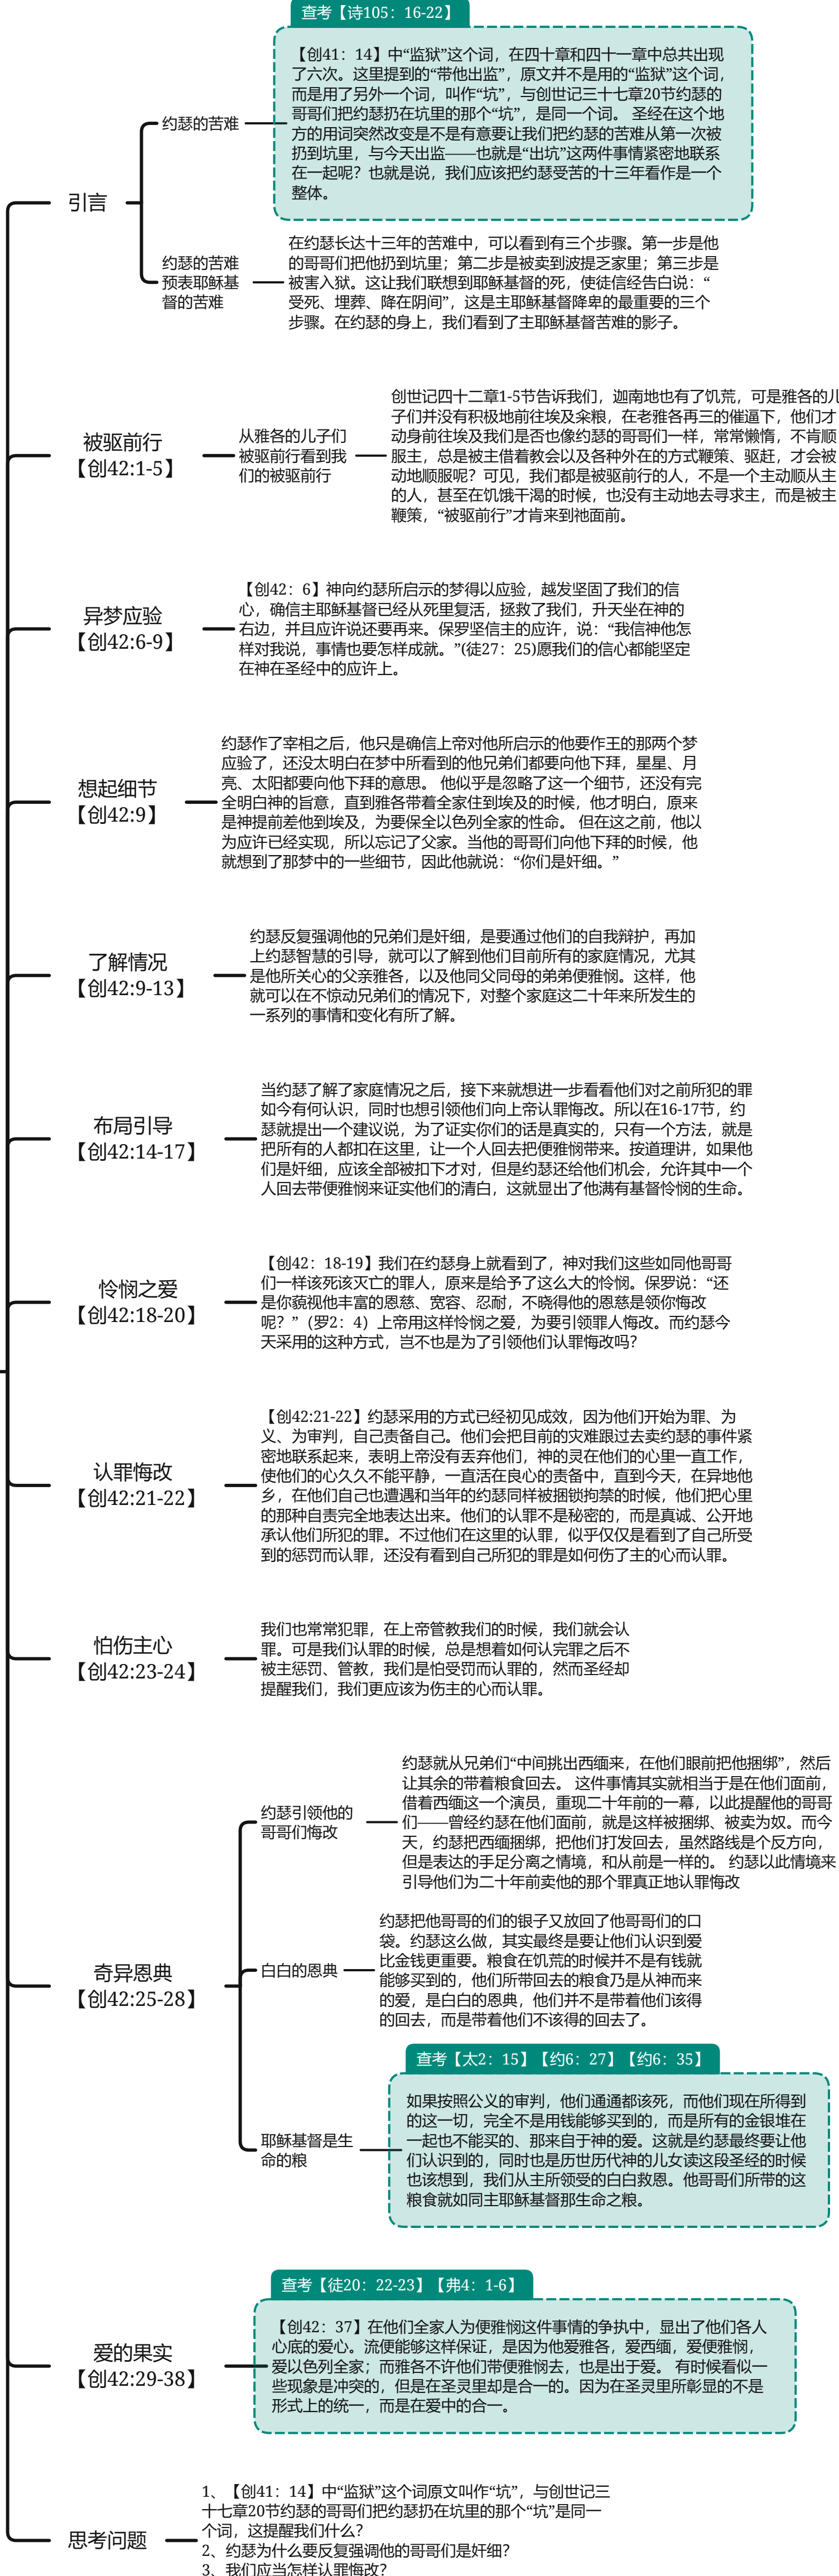 查考【诗105：16-22】
【创41：14】中“监狱”这个词，在四十章和四十一章中总共出现
了六次。这里提到的“带他出监”，原文并不是用的“监狱”这个词，
而是用了另外一个词，叫作“坑”，与创世记三十七章20节约瑟的
哥哥们把约瑟扔在坑里的那个“坑”，是同一个词。 圣经在这个地
方的用词突然改变是不是有意要让我们把约瑟的苦难从第一次被
扔到坑里，与今天出监——也就是“出坑”这两件事情紧密地联系
在一起呢？也就是说，我们应该把约瑟受苦的十三年看作是一个
整体。
约瑟的苦难
引言
约瑟的苦难
预表耶稣基
督的苦难
在约瑟长达十三年的苦难中，可以看到有三个步骤。第一步是他
的哥哥们把他扔到坑里；第二步是被卖到波提乏家里；第三步是
被害入狱。这让我们联想到耶稣基督的死，使徒信经告白说：“
受死、埋葬、降在阴间”，这是主耶稣基督降卑的最重要的三个
步骤。在约瑟的身上，我们看到了主耶稣基督苦难的影子。
被驱前行
【创42:1-5】
从雅各的儿子们
被驱前行看到我
们的被驱前行
创世记四十二章1-5节告诉我们，迦南地也有了饥荒，可是雅各的儿
子们并没有积极地前往埃及籴粮，在老雅各再三的催逼下，他们才
动身前往埃及我们是否也像约瑟的哥哥们一样，常常懒惰，不肯顺
服主，总是被主借着教会以及各种外在的方式鞭策、驱赶，才会被
动地顺服呢？可见，我们都是被驱前行的人，不是一个主动顺从主
的人，甚至在饥饿干渴的时候，也没有主动地去寻求主，而是被主
鞭策，“被驱前行”才肯来到祂面前。
异梦应验
【创42:6-9】
【创42：6】神向约瑟所启示的梦得以应验，越发坚固了我们的信
心，确信主耶稣基督已经从死里复活，拯救了我们，升天坐在神的
右边，并且应许说还要再来。保罗坚信主的应许，说：“我信神他怎
样对我说，事情也要怎样成就。”(徒27：25)愿我们的信心都能坚定
在神在圣经中的应许上。
想起细节
【创42:9】
约瑟作了宰相之后，他只是确信上帝对他所启示的他要作王的那两个梦
应验了，还没太明白在梦中所看到的他兄弟们都要向他下拜，星星、月
亮、太阳都要向他下拜的意思。 他似乎是忽略了这一个细节，还没有完
全明白神的旨意，直到雅各带着全家住到埃及的时候，他才明白，原来
是神提前差他到埃及，为要保全以色列全家的性命。 但在这之前，他以
为应许已经实现，所以忘记了父家。当他的哥哥们向他下拜的时候，他
就想到了那梦中的一些细节，因此他就说：“你们是奸细。”
了解情况
【创42:9-13】
约瑟反复强调他的兄弟们是奸细，是要通过他们的自我辩护，再加
上约瑟智慧的引导，就可以了解到他们目前所有的家庭情况，尤其
是他所关心的父亲雅各，以及他同父同母的弟弟便雅悯。这样，他
就可以在不惊动兄弟们的情况下，对整个家庭这二十年来所发生的
一系列的事情和变化有所了解。
布局引导
【创42:14-17】
当约瑟了解了家庭情况之后，接下来就想进一步看看他们对之前所犯的罪
如今有何认识，同时也想引领他们向上帝认罪悔改。所以在16-17节，约
瑟就提出一个建议说，为了证实你们的话是真实的，只有一个方法，就是
把所有的人都扣在这里，让一个人回去把便雅悯带来。按道理讲，如果他
们是奸细，应该全部被扣下才对，但是约瑟还给他们机会，允许其中一个
人回去带便雅悯来证实他们的清白，这就显出了他满有基督怜悯的生命。
怜悯之爱
【创42:18-20】
【创42：18-19】我们在约瑟身上就看到了，神对我们这些如同他哥哥
们一样该死该灭亡的罪人，原来是给予了这么大的怜悯。保罗说：“还
是你藐视他丰富的恩慈、宽容、忍耐，不晓得他的恩慈是领你悔改
呢？”（罗2：4）上帝用这样怜悯之爱，为要引领罪人悔改。而约瑟今
天采用的这种方式，岂不也是为了引领他们认罪悔改吗？
认罪悔改
【创42:21-22】
【创42:21-22】约瑟采用的方式已经初见成效，因为他们开始为罪、为
义、为审判，自己责备自己。他们会把目前的灾难跟过去卖约瑟的事件紧
密地联系起来，表明上帝没有丢弃他们，神的灵在他们的心里一直工作，
使他们的心久久不能平静，一直活在良心的责备中，直到今天，在异地他
乡，在他们自己也遭遇和当年的约瑟同样被捆锁拘禁的时候，他们把心里
的那种自责完全地表达出来。他们的认罪不是秘密的，而是真诚、公开地
承认他们所犯的罪。不过他们在这里的认罪，似乎仅仅是看到了自己所受
到的惩罚而认罪，还没有看到自己所犯的罪是如何伤了主的心而认罪。
怕伤主心
【创42:23-24】
我们也常常犯罪，在上帝管教我们的时候，我们就会认
罪。可是我们认罪的时候，总是想着如何认完罪之后不
被主惩罚、管教，我们是怕受罚而认罪的，然而圣经却
提醒我们，我们更应该为伤主的心而认罪。
奇异恩典
【创42:25-28】
约瑟引领他的
哥哥们悔改
约瑟就从兄弟们“中间挑出西缅来，在他们眼前把他捆绑”，然后
让其余的带着粮食回去。 这件事情其实就相当于是在他们面前，
借着西缅这一个演员，重现二十年前的一幕，以此提醒他的哥哥
们——曾经约瑟在他们面前，就是这样被捆绑、被卖为奴。而今
天，约瑟把西缅捆绑，把他们打发回去，虽然路线是个反方向，
但是表达的手足分离之情境，和从前是一样的。 约瑟以此情境来
引导他们为二十年前卖他的那个罪真正地认罪悔改
白白的恩典
约瑟把他哥哥的们的银子又放回了他哥哥们的口
袋。约瑟这么做，其实最终是要让他们认识到爱
比金钱更重要。粮食在饥荒的时候并不是有钱就
能够买到的，他们所带回去的粮食乃是从神而来
的爱，是白白的恩典，他们并不是带着他们该得
的回去，而是带着他们不该得的回去了。
查考【太2：15】【约6：27】【约6：35】
耶稣基督是生
命的粮
如果按照公义的审判，他们通通都该死，而他们现在所得到
的这一切，完全不是用钱能够买到的，而是所有的金银堆在
一起也不能买的、那来自于神的爱。这就是约瑟最终要让他
们认识到的，同时也是历世历代神的儿女读这段圣经的时候
也该想到，我们从主所领受的白白救恩。他哥哥们所带的这
粮食就如同主耶稣基督那生命之粮。
查考【徒20：22-23】【弗4：1-6】
爱的果实
【创42:29-38】
【创42：37】在他们全家人为便雅悯这件事情的争执中，显出了他们各人
心底的爱心。流便能够这样保证，是因为他爱雅各，爱西缅，爱便雅悯，
爱以色列全家；而雅各不许他们带便雅悯去，也是出于爱。 有时候看似一
些现象是冲突的，但是在圣灵里却是合一的。因为在圣灵里所彰显的不是
形式上的统一，而是在爱中的合一。
思考问题
1、【创41：14】中“监狱”这个词原文叫作“坑”，与创世记三
十七章20节约瑟的哥哥们把约瑟扔在坑里的那个“坑”是同一
个词，这提醒我们什么？
2、约瑟为什么要反复强调他的哥哥们是奸细？
3、我们应当怎样认罪悔改？